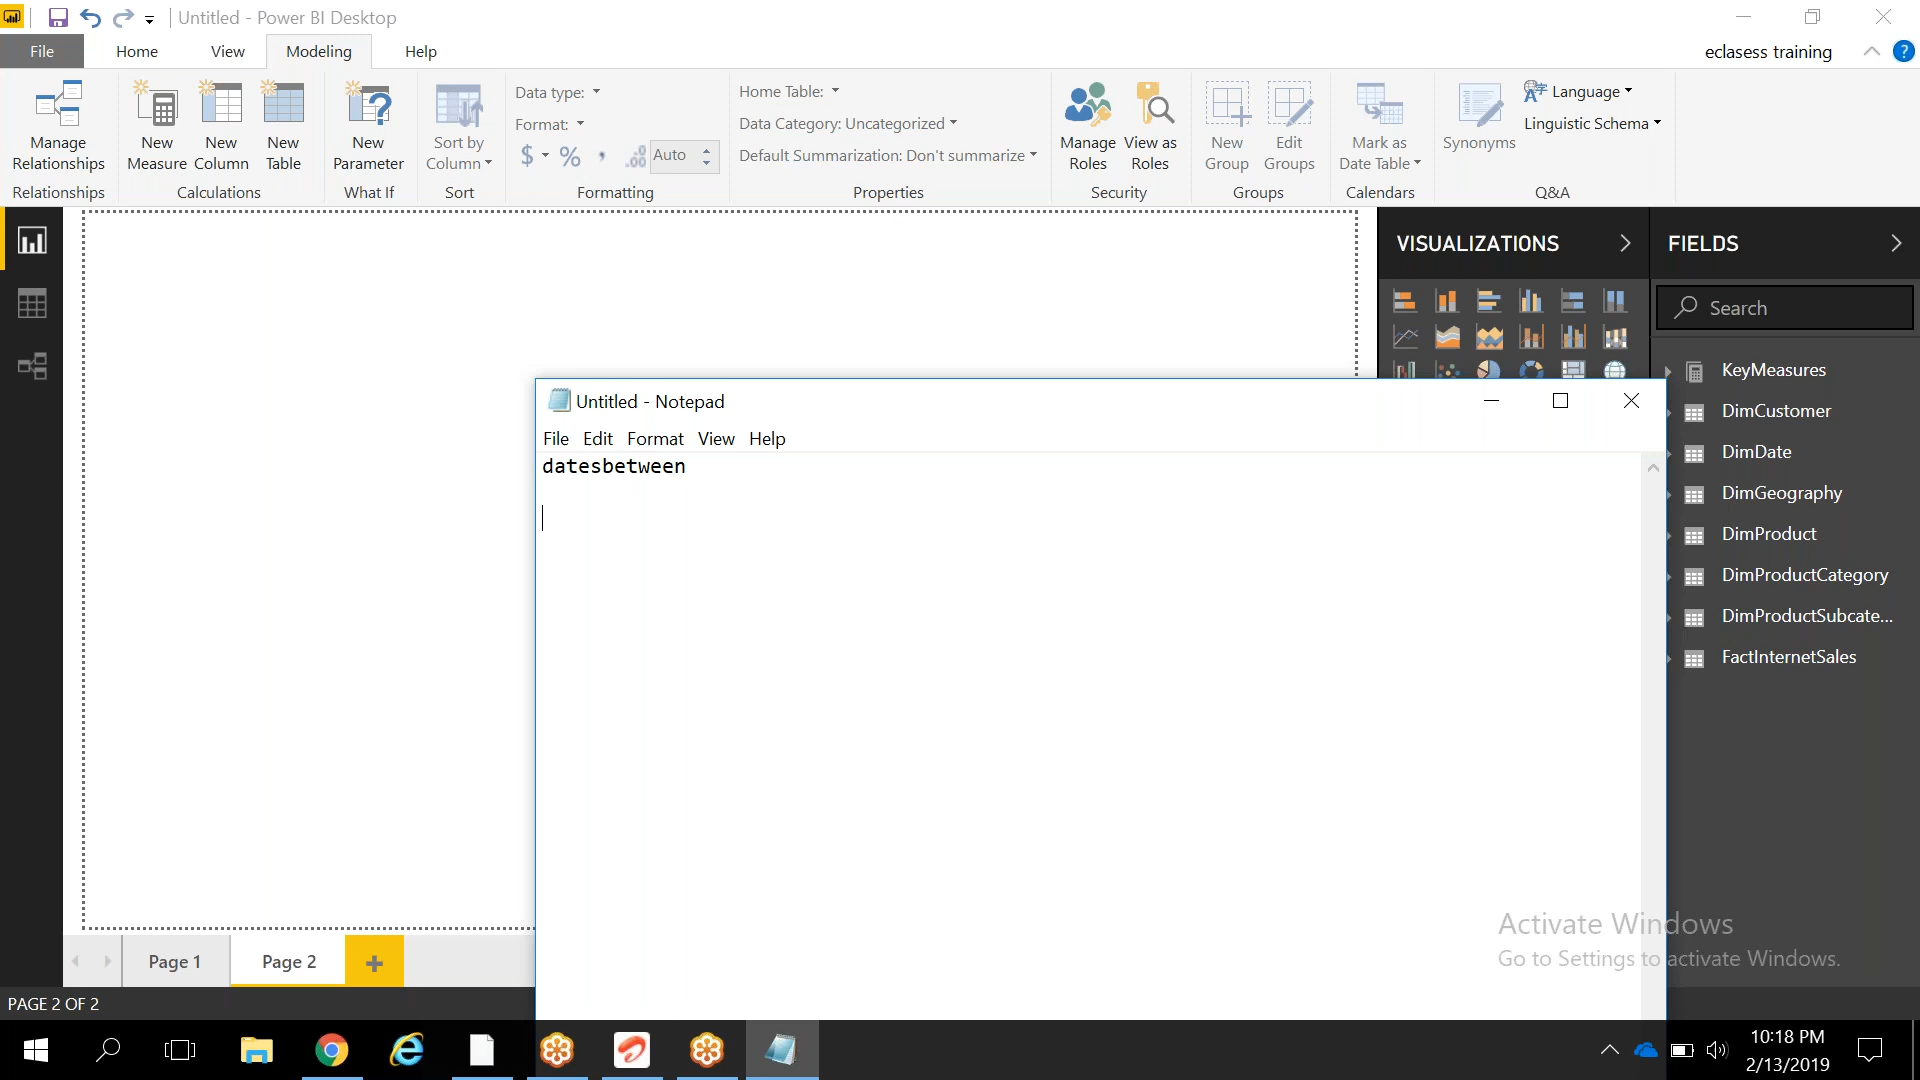 Untitled - Power BI Desktop
File
Home
View
Modeling
Help
eclasess training
?
Manage Relationships
New Measure
New Column
New Table
New Parameter
Sort by Column
Data type:
Format:
$ % , .00 Auto
Home Table:
Data Category: Uncategorized
Default Summarization: Don't summarize
Manage Roles
View as Roles
New Group
Edit Groups
Mark as Date Table
Synonyms
Language
Linguistic Schema
Relationships
Calculations
What If
Sort
Formatting
Properties
Security
Groups
Calendars
Q&A
VISUALIZATIONS
FIELDS
Search
KeyMeasures
DimCustomer
DimDate
DimGeography
DimProduct
DimProductCategory
DimProductSubcate...
FactInternetSales
Untitled - Notepad
File Edit Format View Help
datesbetween
Activate Windows
Go to Settings to activate Windows.
Page 1
Page 2
PAGE 2 OF 2
10:18 PM
2/13/2019